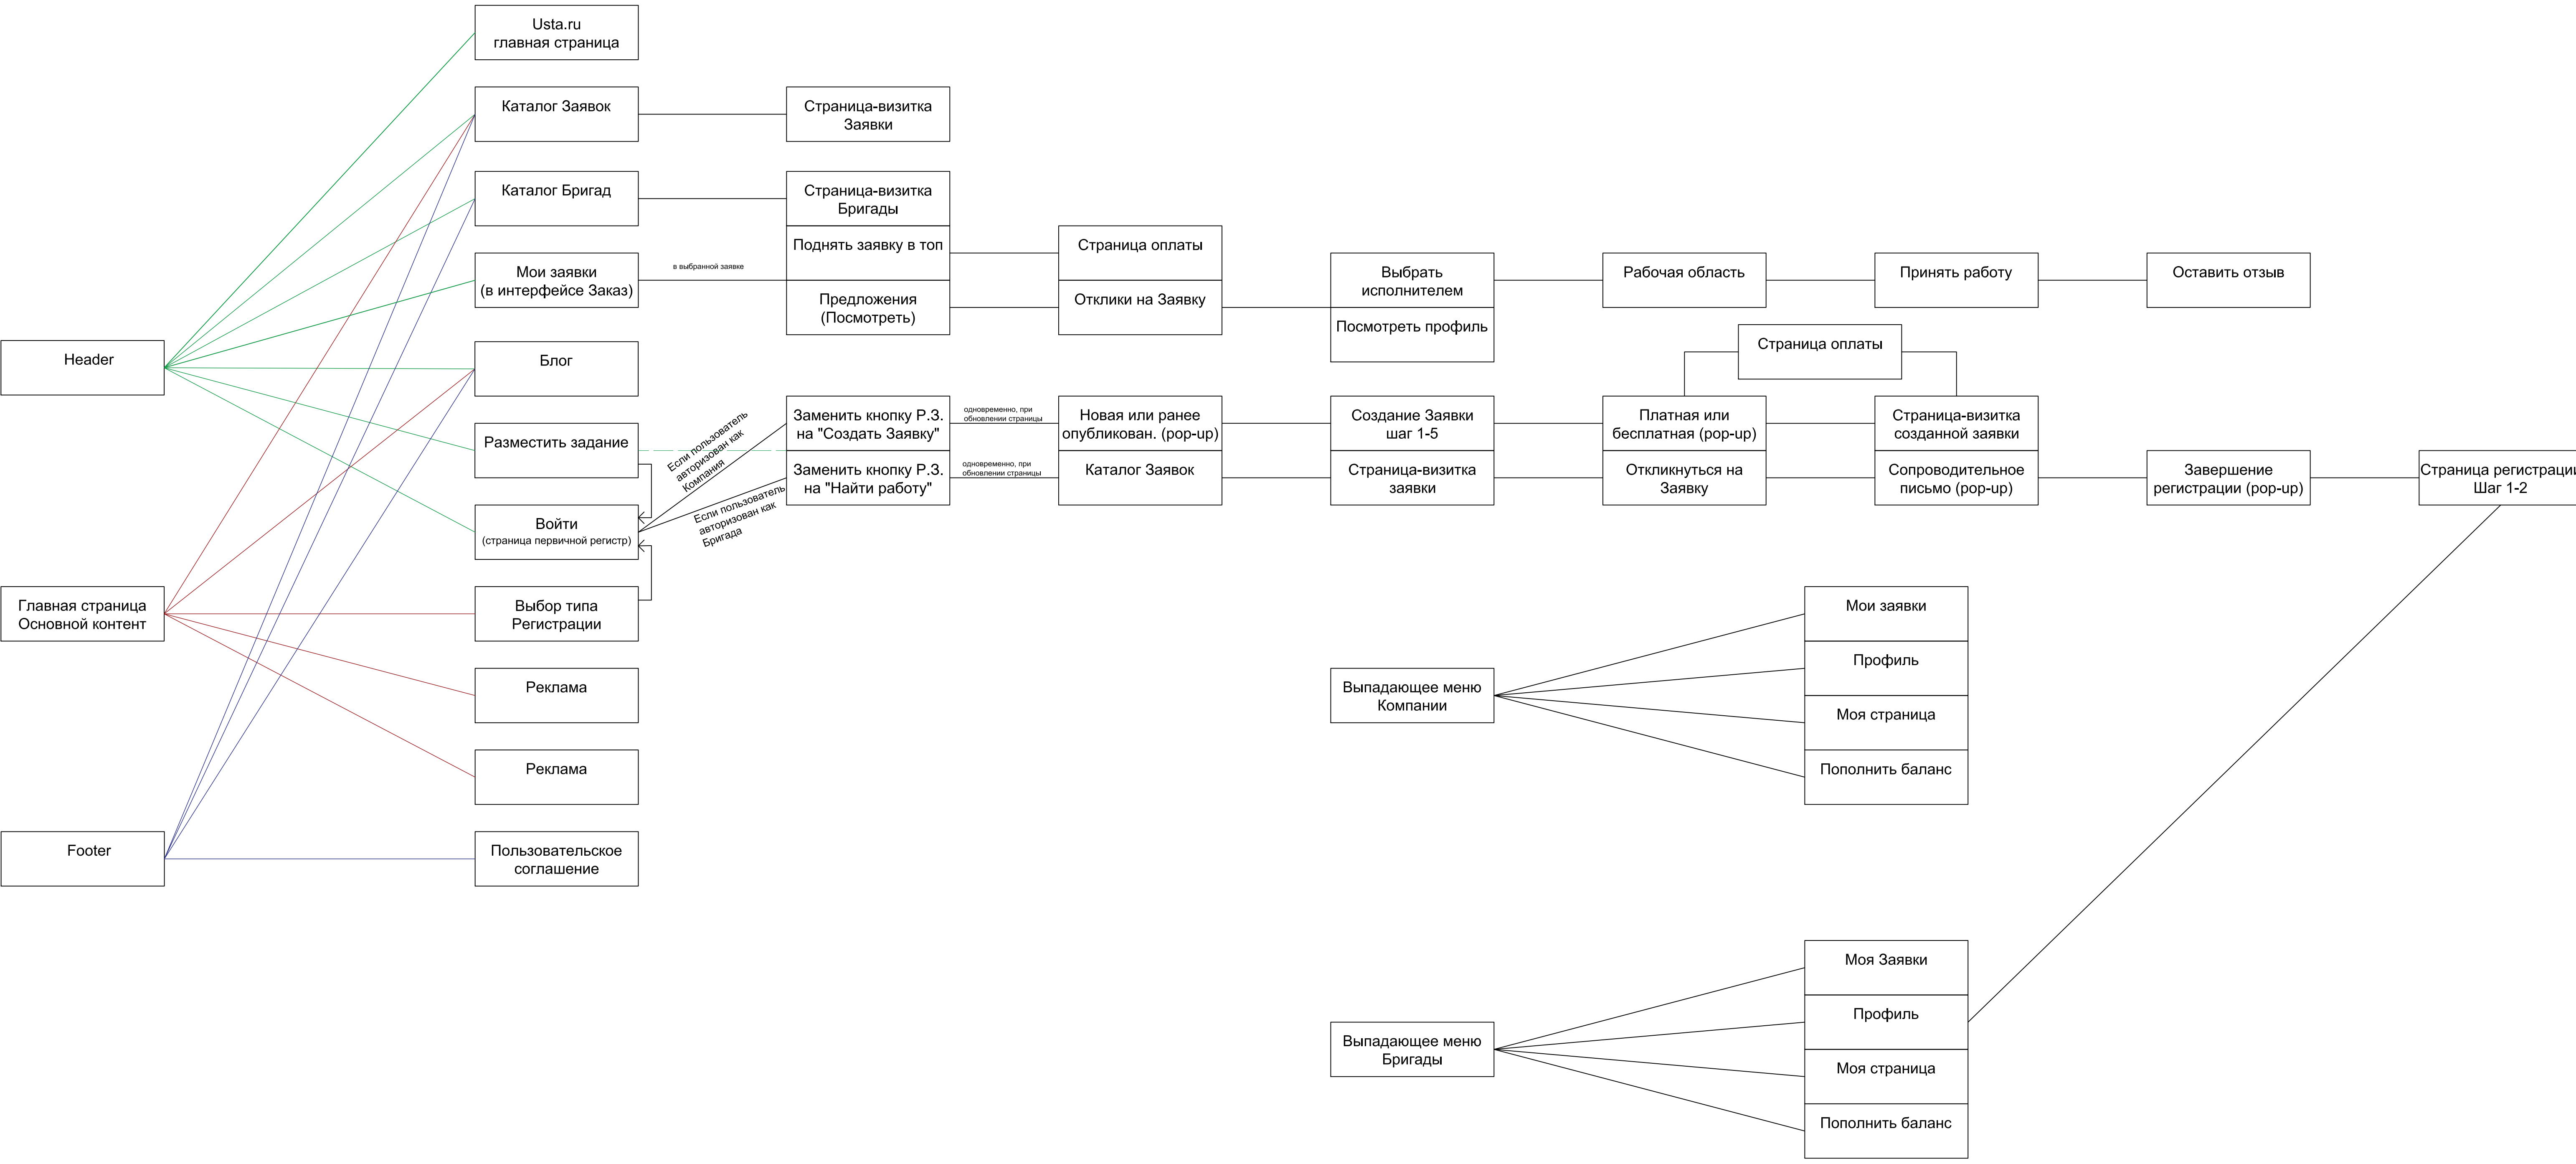 Usta.ru
главная страница
Каталог Заявок
Страница-визитка
Заявки
Каталог Бригад
Страница-визитка
Бригады
Поднять заявку в топ
Страница оплаты
Мои заявки
(в интерфейсе Заказ)
в выбранной заявке
Предложения
(Посмотреть)
Отклики на Заявку
Выбрать
исполнителем
Рабочая область
Принять работу
Оставить отзыв
Посмотреть профиль
Страница оплаты
Header
Блог
Разместить задание
Если пользователь
авторизован как
Компания
Заменить кнопку Р.З.
на "Создать Заявку"
одновременно, при
обновлении страницы
Новая или ранее
опубликован. (pop-up)
Создание Заявки
шаг 1-5
Платная или
бесплатная (pop-up)
Страница-визитка
созданной заявки
Войти
(страница первичной регистр)
Если пользователь
авторизован как
Бригада
Заменить кнопку Р.З.
на "Найти работу"
одновременно, при
обновлении страницы
Каталог Заявок
Страница-визитка
заявки
Откликнуться на
Заявку
Сопроводительное
письмо (pop-up)
Завершение
регистрации (pop-up)
Страница регистрации
Шаг 1-2
Главная страница
Основной контент
Выбор типа
Регистрации
Реклама
Реклама
Footer
Пользовательское
соглашение
Выпадающее меню
Компании
Мои заявки
Профиль
Моя страница
Пополнить баланс
Выпадающее меню
Бригады
Моя Заявки
Профиль
Моя страница
Пополнить баланс